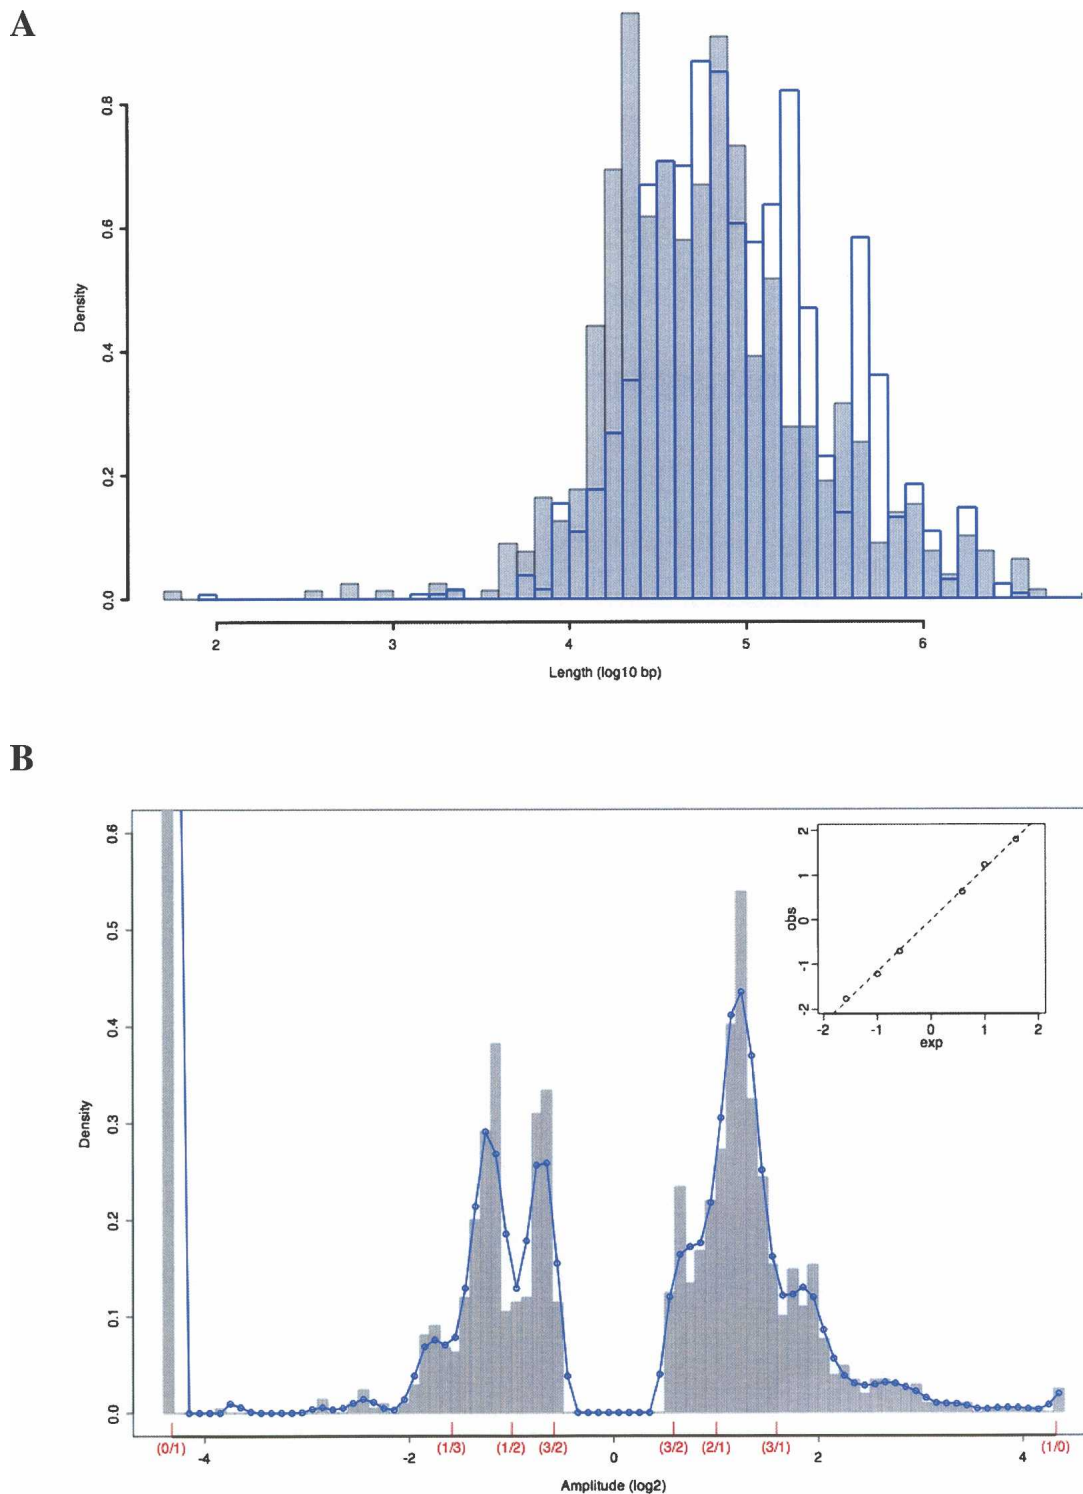 A
Density
0.8
0.6
0.4
0.2
0.0
2 3 4 5 6
Length (log10 bp)
B
Density
0.6
0.5
0.4
0.3
0.2
0.1
0.0
obs
2
1
0
-1
-2
-2 -1 0 1 2
exp
(0/1) (1/3) (1/2) (3/2) (3/2) (2/1) (3/1) (1/0)
-4 -2 0 2 4
Amplitude (log2)